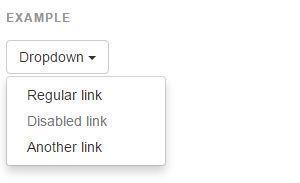 EXAMPLE
Dropdown
Regular link
Disabled link
Another link